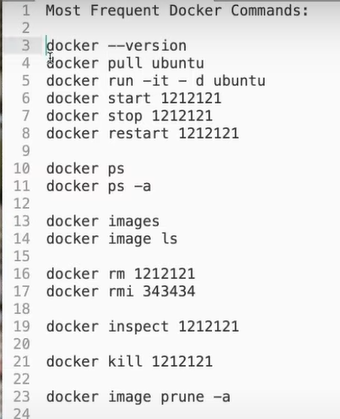 1 Most Frequent Docker Commands:
2
3 docker --version
4 docker pull ubuntu
5 docker run -it - d ubuntu
6 docker start 1212121
7 docker stop 1212121
8 docker restart 1212121
9
10 docker ps
11 docker ps -a
12
13 docker images
14 docker image ls
15
16 docker rm 1212121
17 docker rmi 343434
18
19 docker inspect 1212121
20
21 docker kill 1212121
22
23 docker image prune -a
24